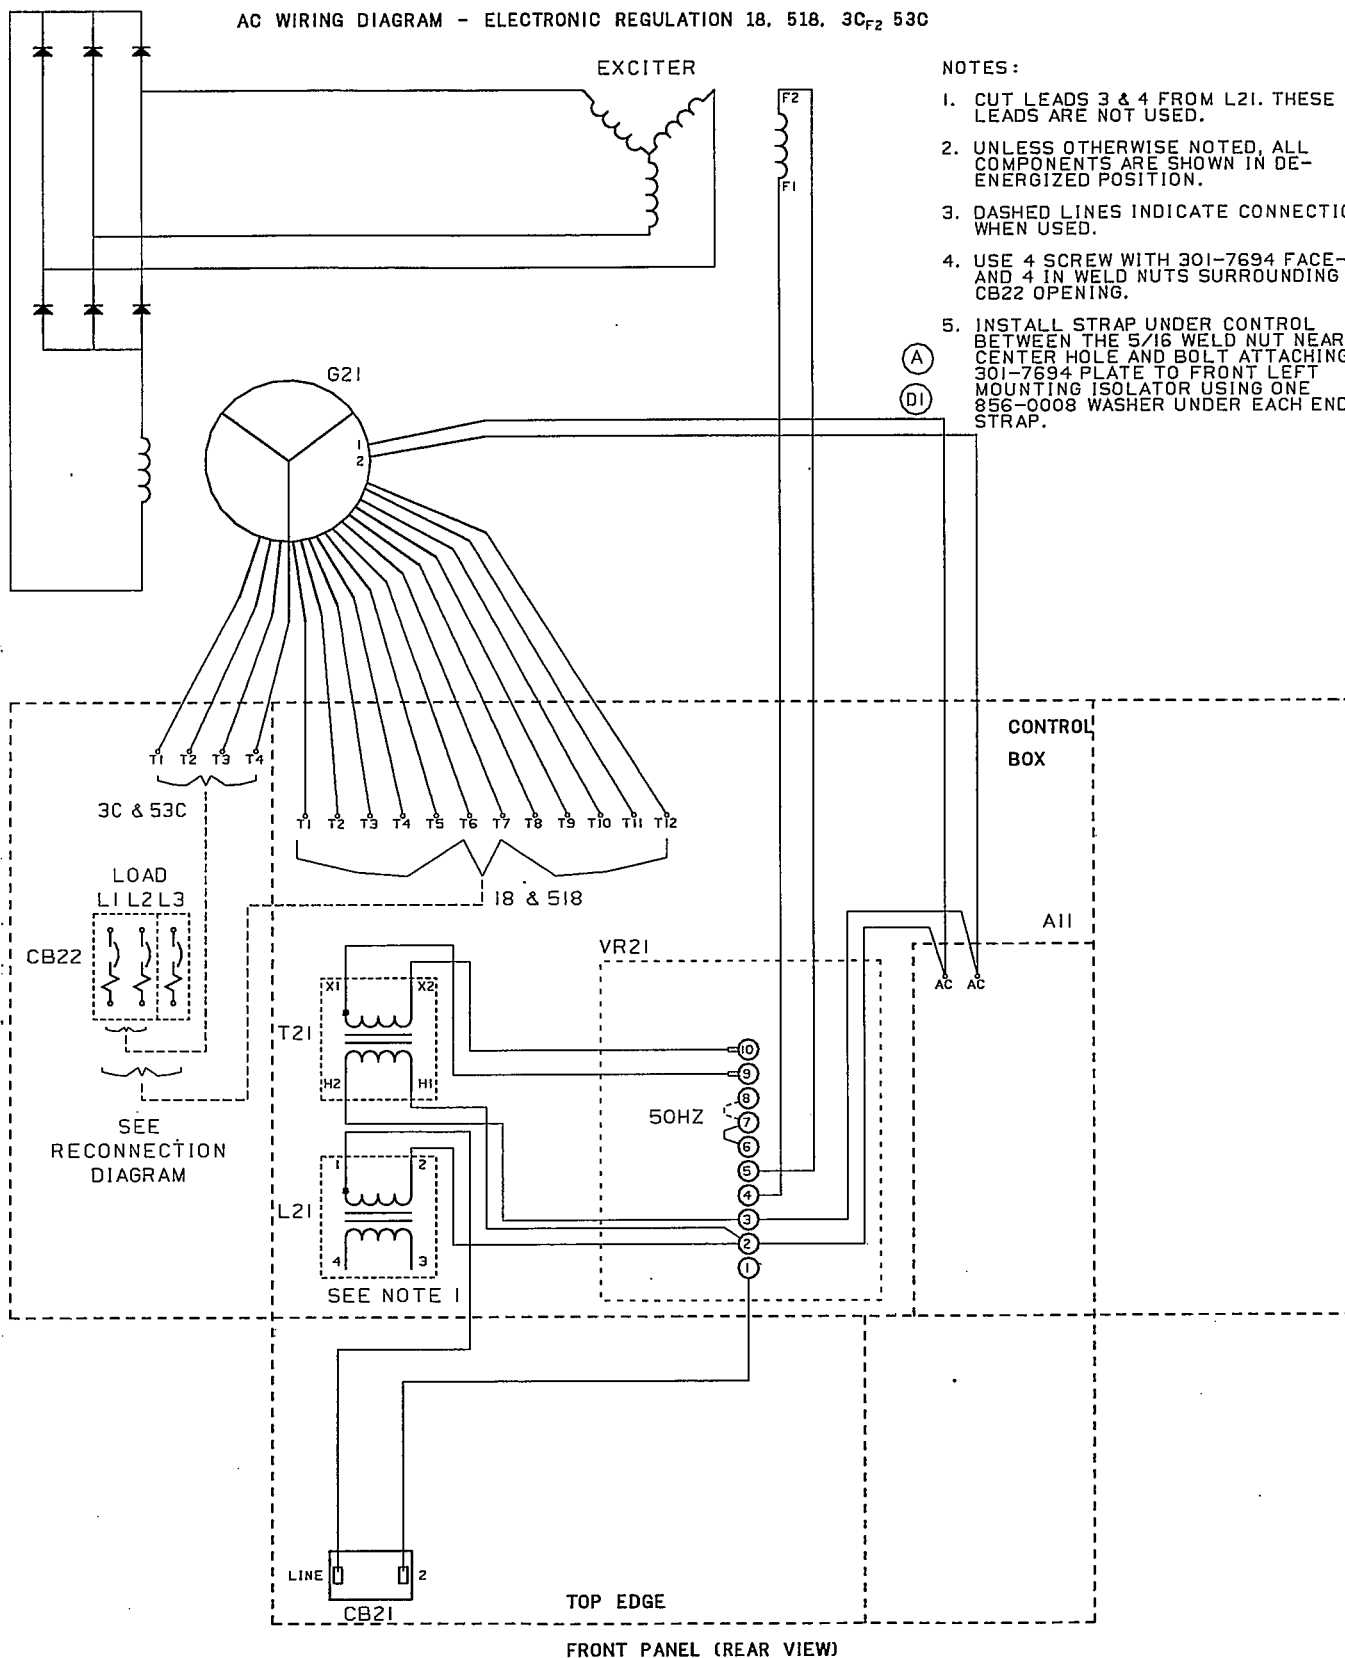 AC WIRING DIAGRAM - ELECTRONIC REGULATION 18, 518, 3CF2 53C
EXCITER
F2
F1
NOTES:
1. CUT LEADS 3 & 4 FROM L21. THESE
LEADS ARE NOT USED.
2. UNLESS OTHERWISE NOTED, ALL
COMPONENTS ARE SHOWN IN DE-
ENERGIZED POSITION.
3. DASHED LINES INDICATE CONNECTIO
WHEN USED.
4. USE 4 SCREW WITH 301-7694 FACE-
AND 4 IN WELD NUTS SURROUNDING
CB22 OPENING.
5. INSTALL STRAP UNDER CONTROL
BETWEEN THE 5/16 WELD NUT NEAR
CENTER HOLE AND BOLT ATTACHING
301-7694 PLATE TO FRONT LEFT
MOUNTING ISOLATOR USING ONE
856-0008 WASHER UNDER EACH END
STRAP.
A
D1
G21
1
2
CONTROL
BOX
T1 T2 T3 T4
3C & 53C
T1 T2 T3 T4 T5 T6 T7 T8 T9 T10 T11 T12
18 & 518
LOAD
L1 L2 L3
CB22
SEE
RECONNECTION
DIAGRAM
A11
AC AC
VR21
X1 X2
T21
H2 H1
10
9
8
7
6
5
4
3
2
1
50HZ
1 2
L21
4 3
SEE NOTE 1
LINE 2
CB21
TOP EDGE
FRONT PANEL (REAR VIEW)